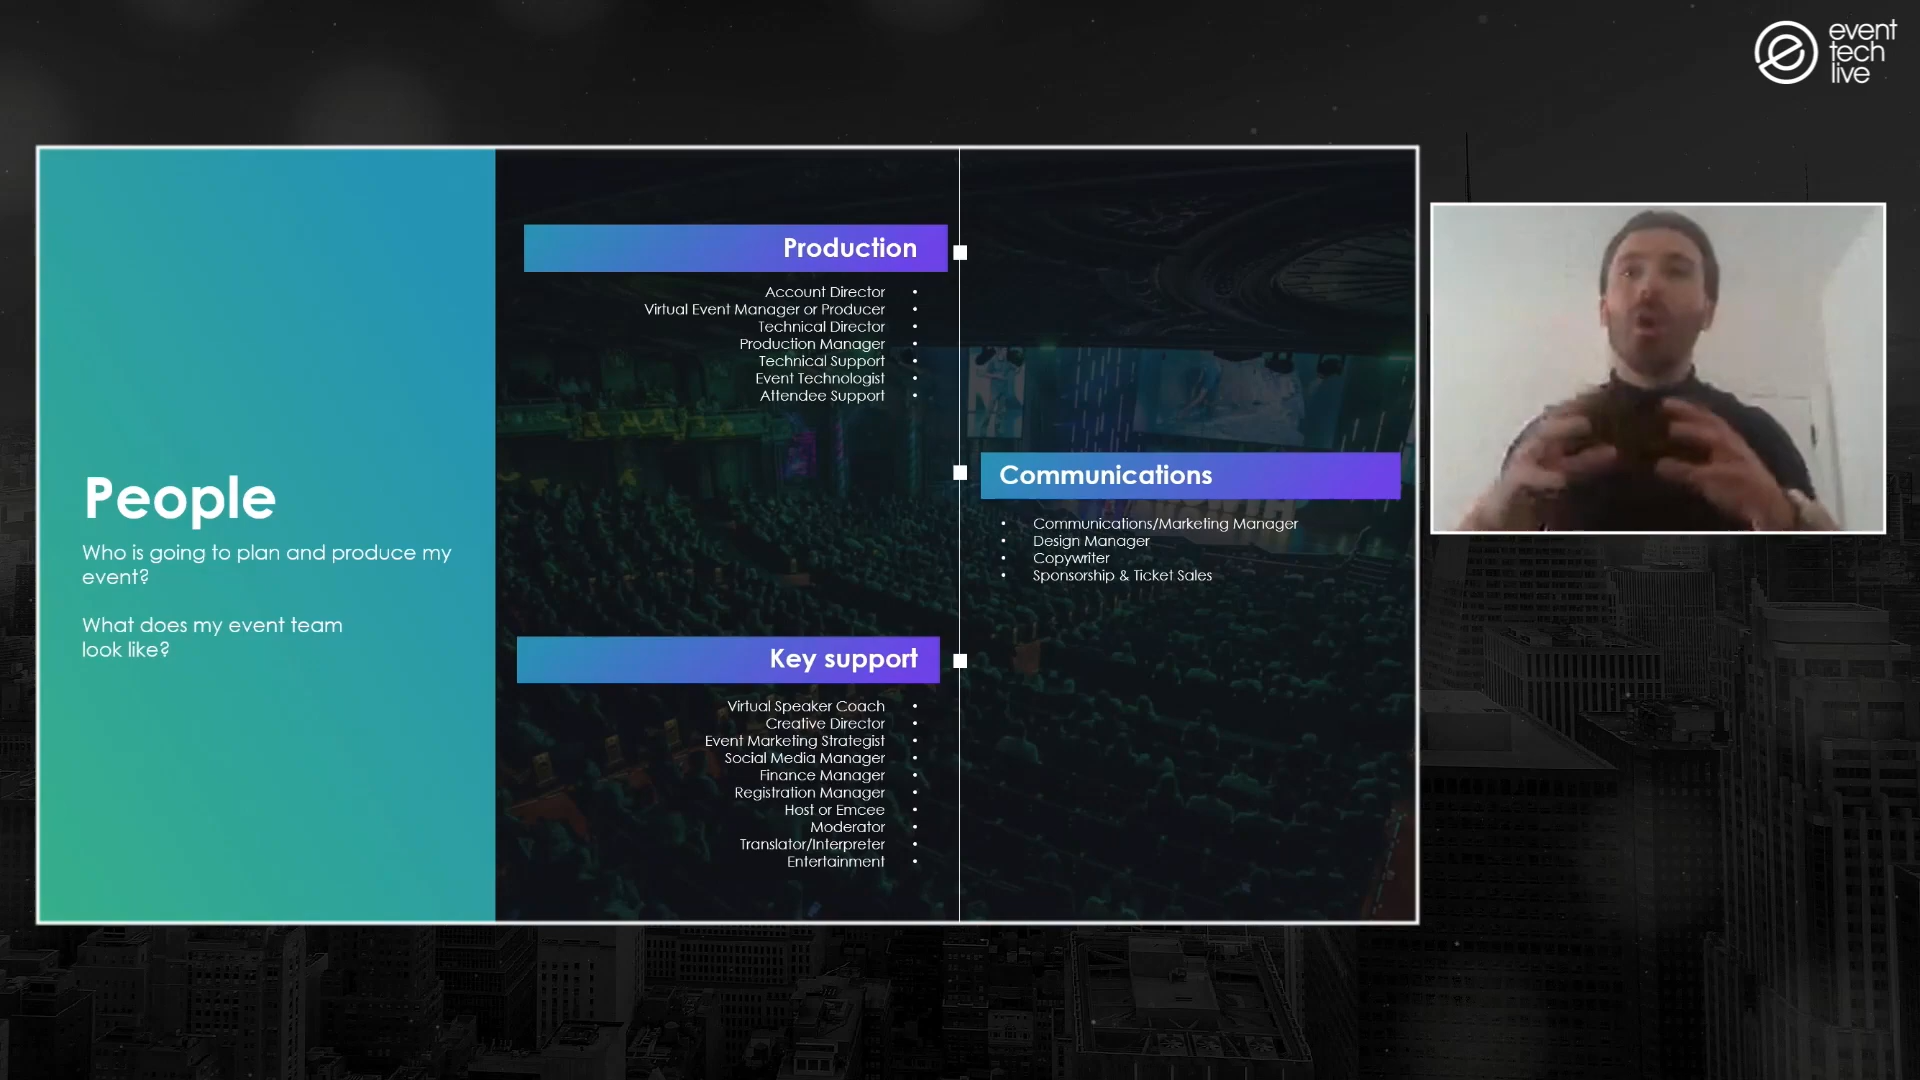 event
tech
live
People
Who is going to plan and produce my
event?
What does my event team
look like?
Production
Account Director
Virtual Event Manager or Producer
Technical Director
Production Manager
Technical Support
Event Technologist
Attendee Support
Communications
Communications/Marketing Manager
Design Manager
Copywriter
Sponsorship & Ticket Sales
Key support
Virtual Speaker Coach
Creative Director
Event Marketing Strategist
Social Media Manager
Finance Manager
Registration Manager
Host or Emcee
Moderator
Translator/Interpreter
Entertainment